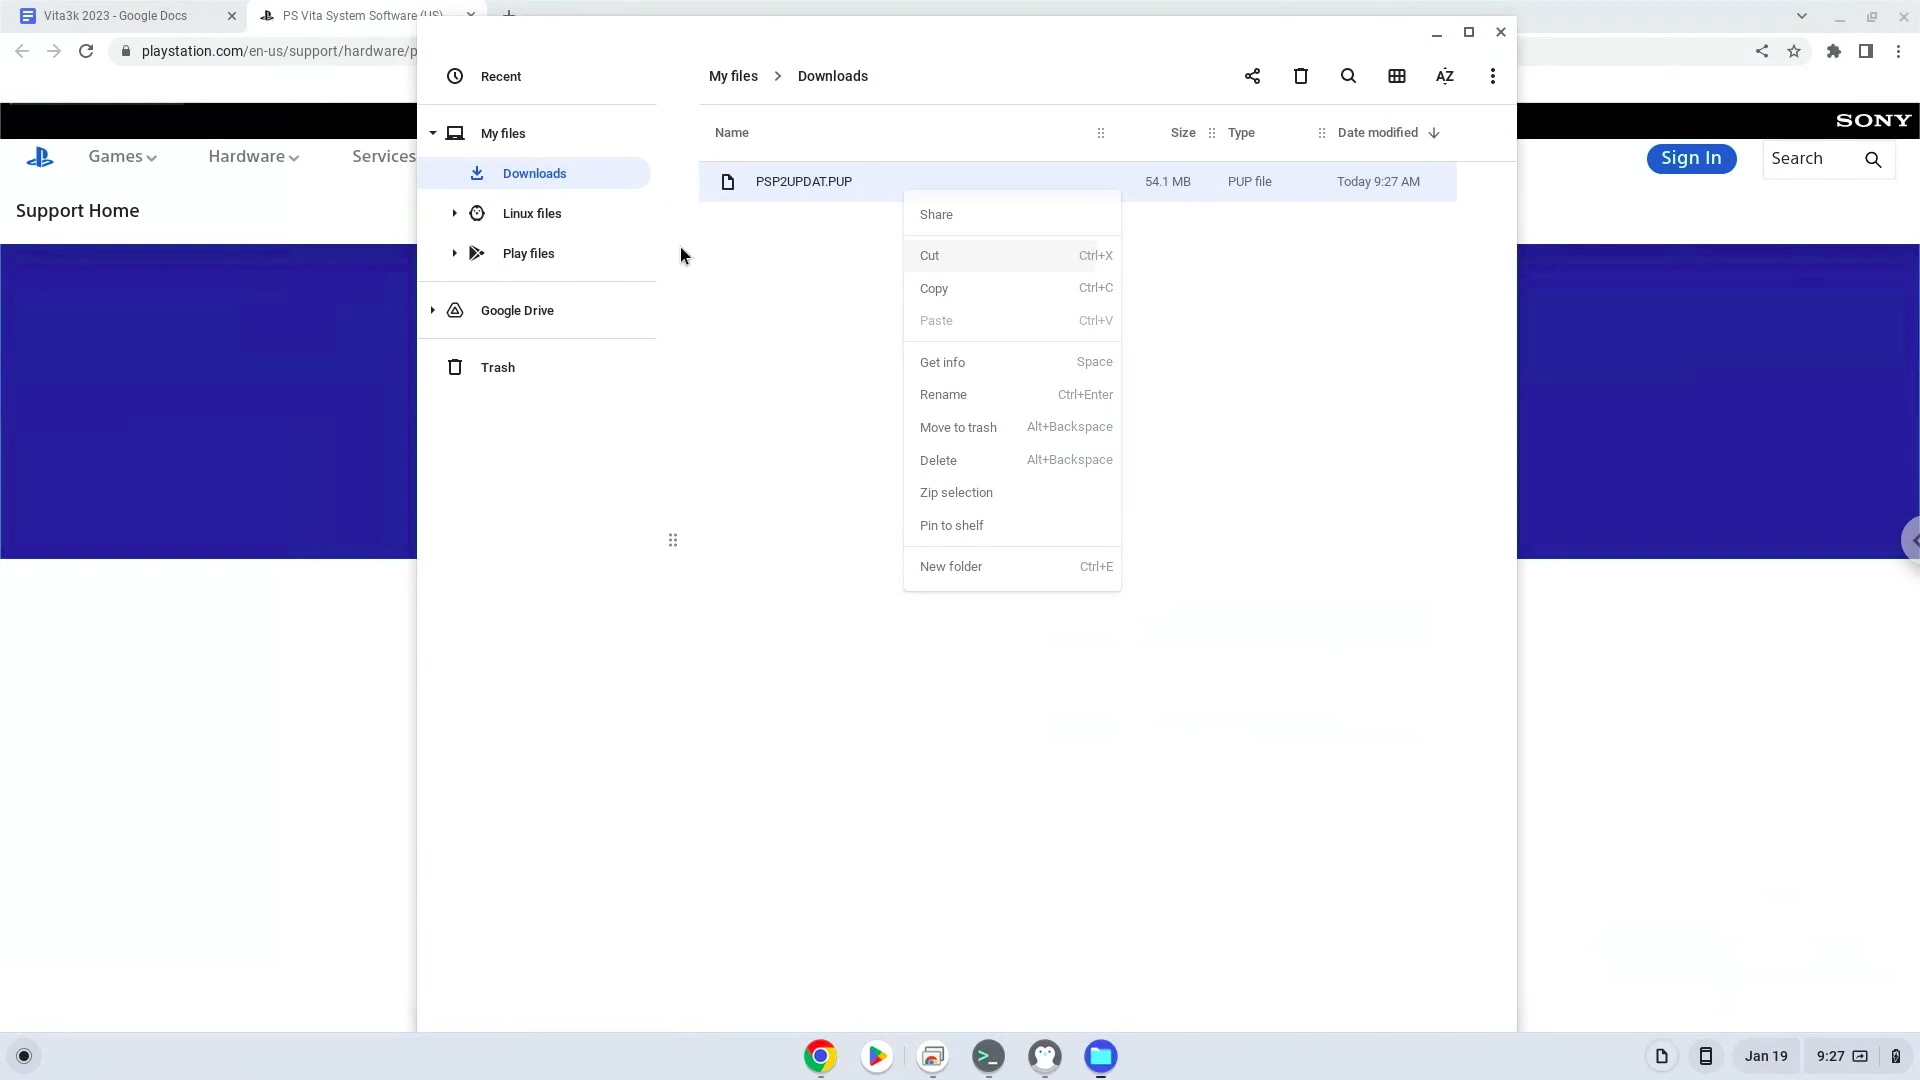 Vita3k 2023 - Google Docs
PS Vita System Software (US)
playstation.com/en-us/support/hardware/p
SONY
Games
Hardware
Services
Sign In
Search
Support Home
Recent
My files
Downloads
Linux files
Play files
Google Drive
Trash
My files > Downloads
AZ
Name Size Type Date modified
PSP2UPDAT.PUP 54.1 MB PUP file Today 9:27 AM
Share
Cut Ctrl+X
Copy Ctrl+C
Paste Ctrl+V
Get info Space
Rename Ctrl+Enter
Move to trash Alt+Backspace
Delete Alt+Backspace
Zip selection
Pin to shelf
New folder Ctrl+E
Jan 19
9:27